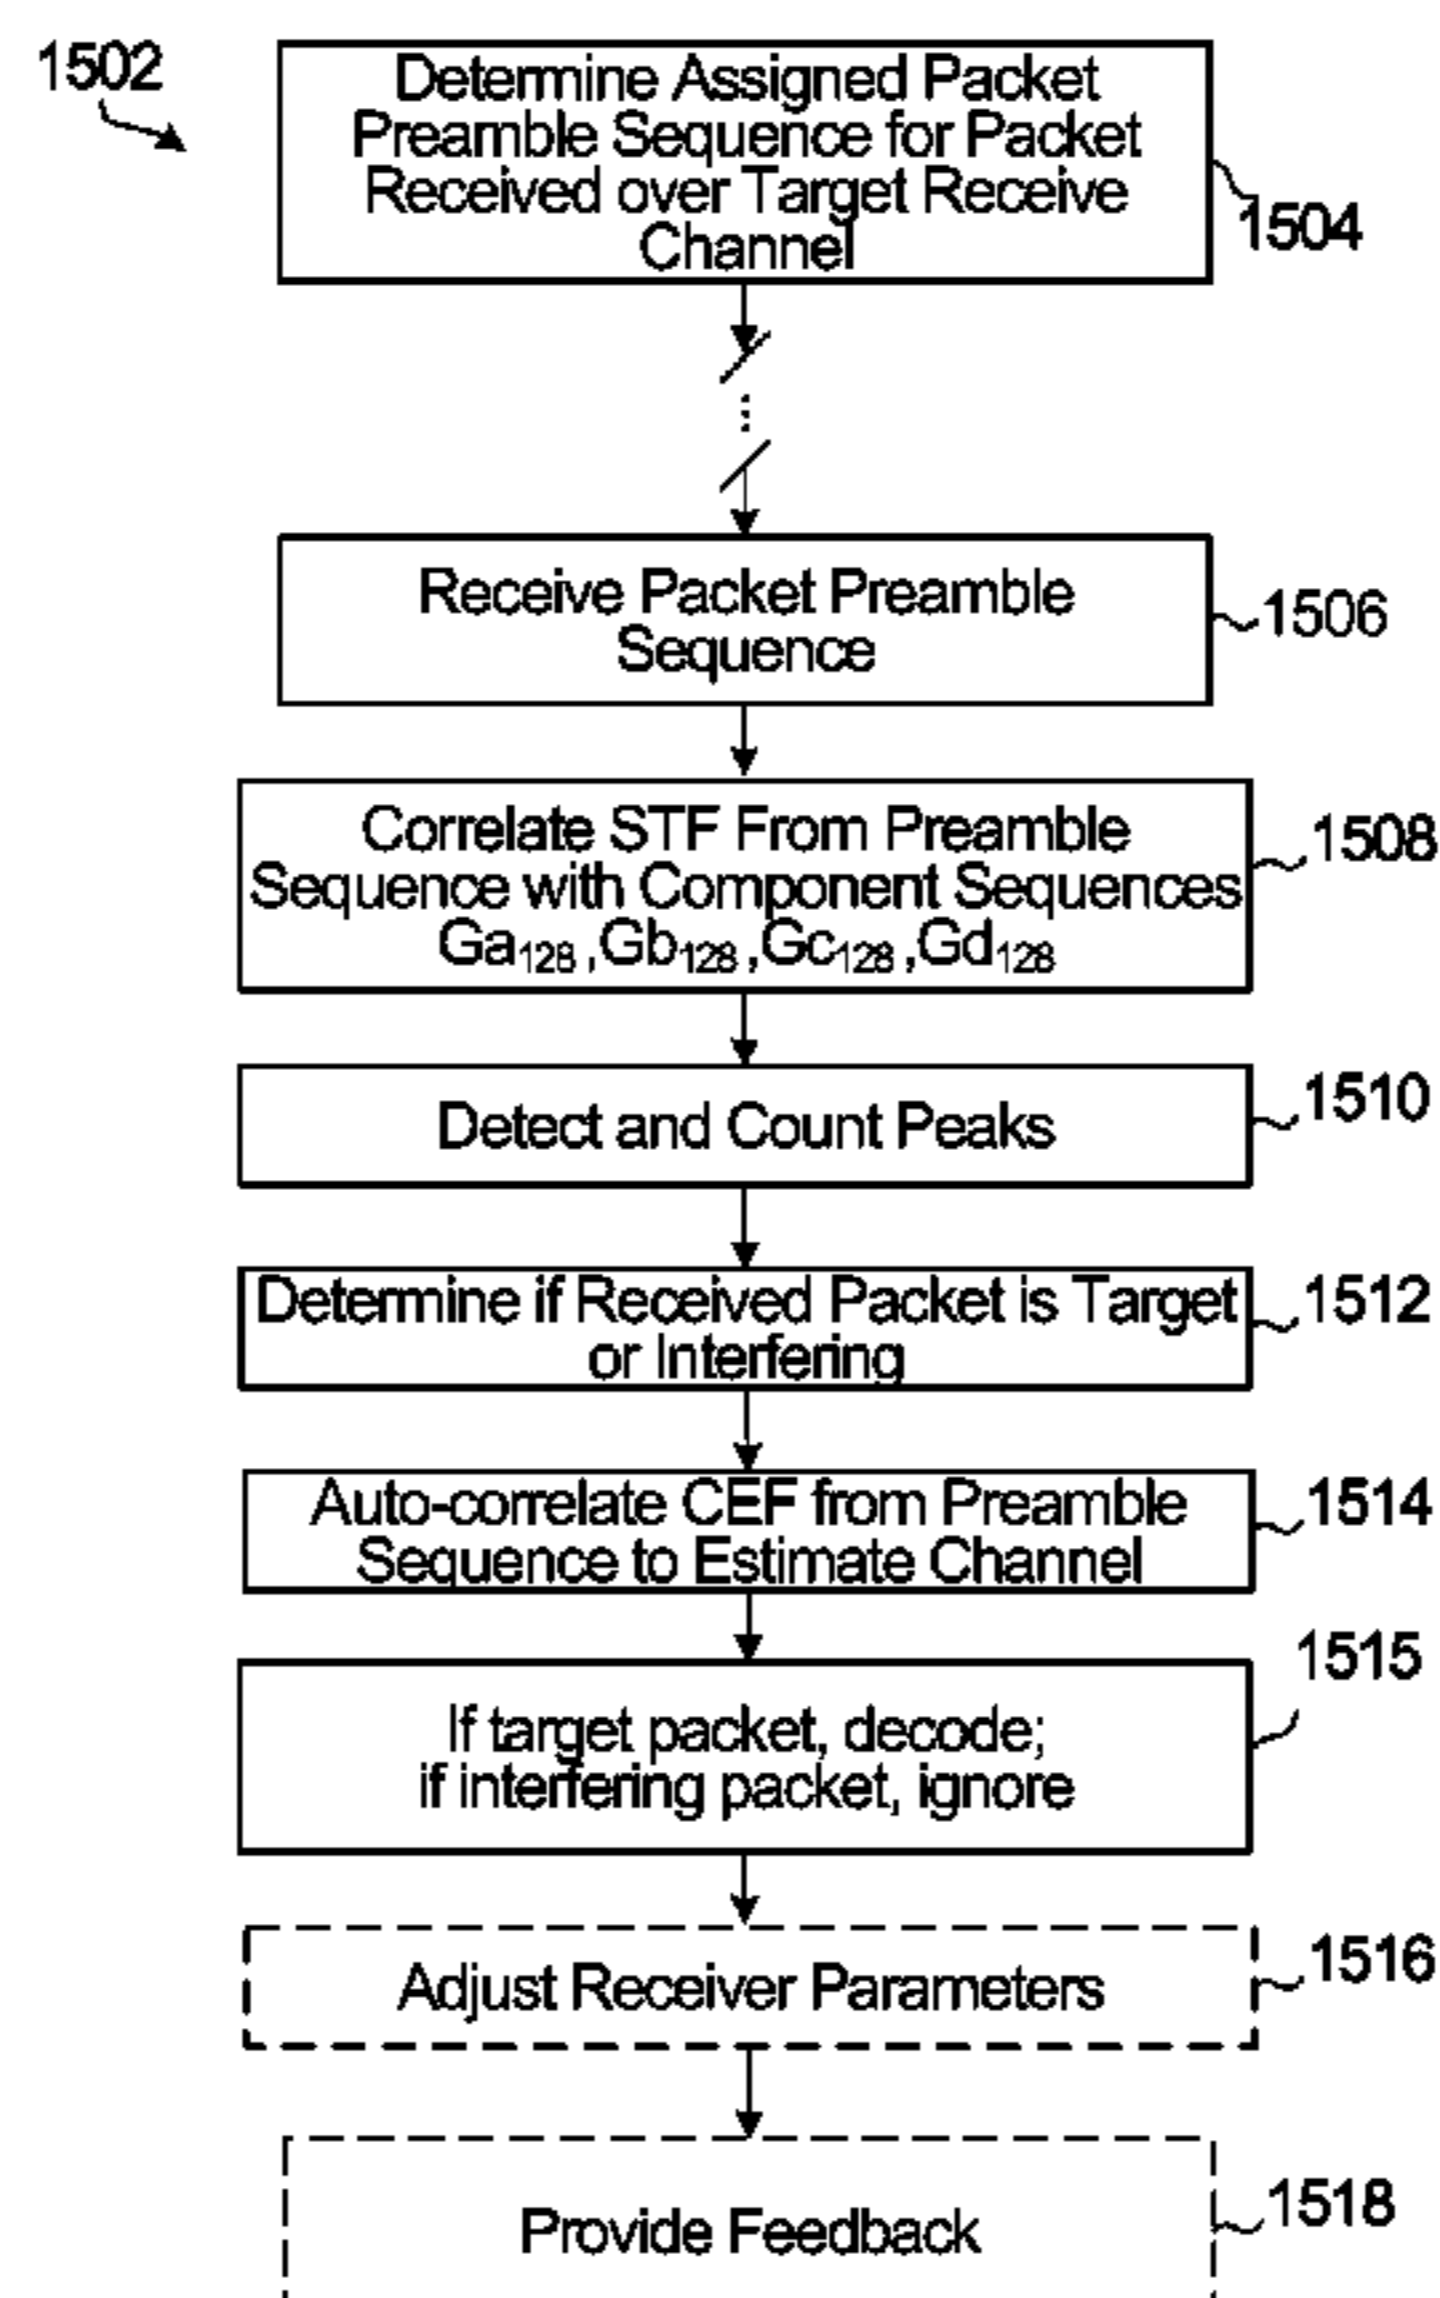 1502
Determine Assigned Packet
Preamble Sequence for Packet
Received over Target Receive
Channel
1504
Receive Packet Preamble
Sequence
1506
Correlate STF From Preamble
Sequence with Component Sequences
Ga128,Gb128,Gc128,Gd128
1508
Detect and Count Peaks
1510
Determine if Received Packet is Target
or Interfering
1512
Auto-correlate CEF from Preamble
Sequence to Estimate Channel
1514
If target packet, decode;
if interfering packet, ignore
1515
Adjust Receiver Parameters
1516
Provide Feedback
1518